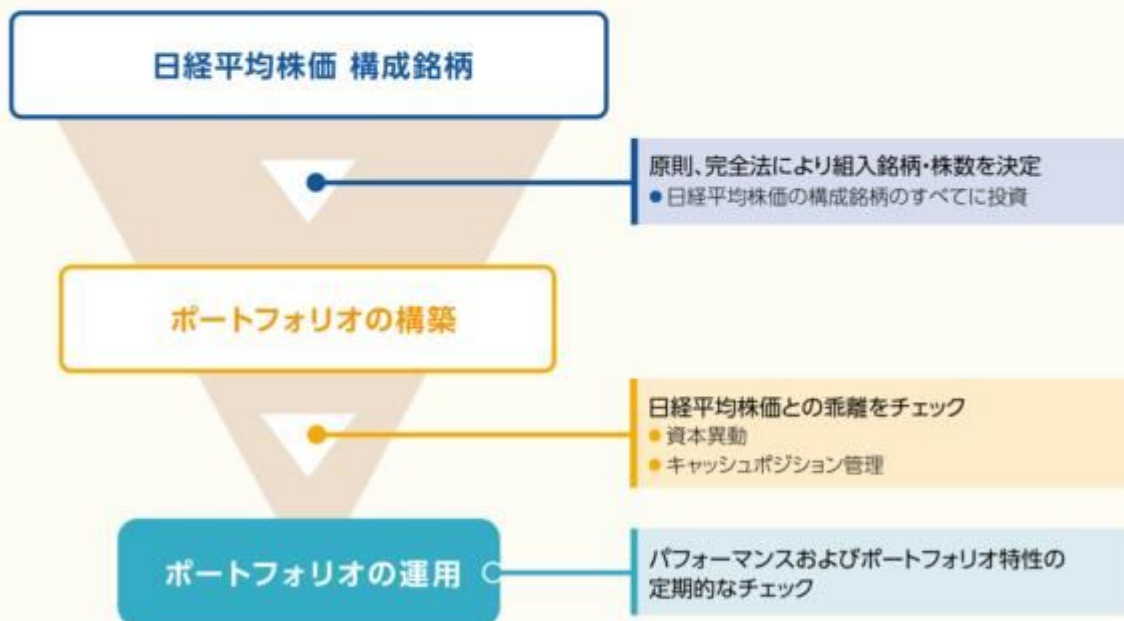 日経平均株価 構成銘柄
原則、完全法により組入銘柄・株数を決定
●日経平均株価の構成銘柄のすべてに投資
ポートフォリオの構築
日経平均株価との乖離をチェック
●資本異動
●キャッシュポジション管理
ポートフォリオの運用
パフォーマンスおよびポートフォリオ特性の
定期的なチェック